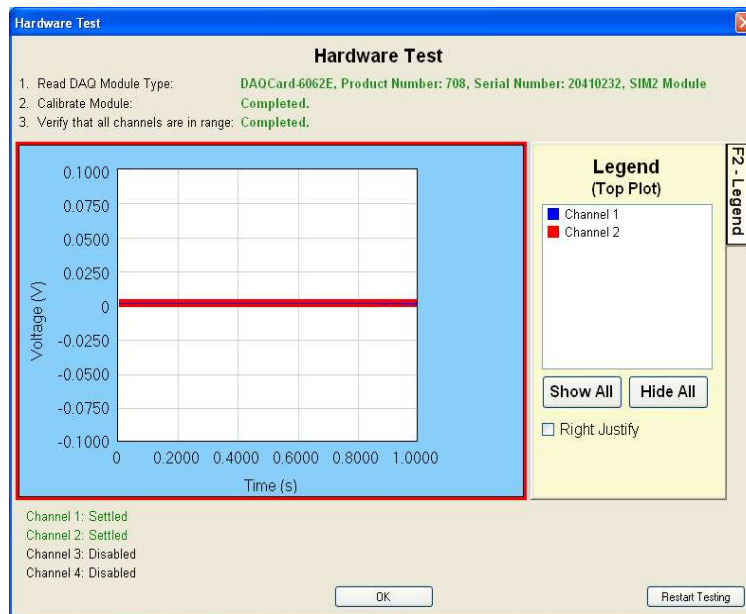 Hardware Test
Hardware Test
1. Read DAQ Module Type: DAQCard-6062E, Product Number: 708, Serial Number: 20410232, SIM2 Module
2. Calibrate Module: Completed.
3. Verify that all channels are in range: Completed.
0.1000
0.0750
0.0500
0.0250
0
-0.0250
-0.0500
-0.0750
-0.1000
Voltage (V)
0 0.2000 0.4000 0.6000 0.8000 1.0000
Time (s)
Legend
(Top Plot)
Channel 1
Channel 2
Show All Hide All
Right Justify
F2 - Legend
Channel 1: Settled
Channel 2: Settled
Channel 3: Disabled
Channel 4: Disabled
OK Restart Testing